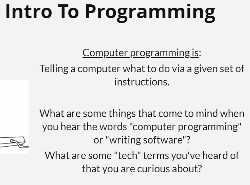 Intro To Programming
Computer programming is:
Telling a computer what to do via a given set of
instructions.
What are some things that come to mind when
you hear the words "computer programming"
or "writing software"?
What are some "tech" terms you've heard of
that you are curious about?